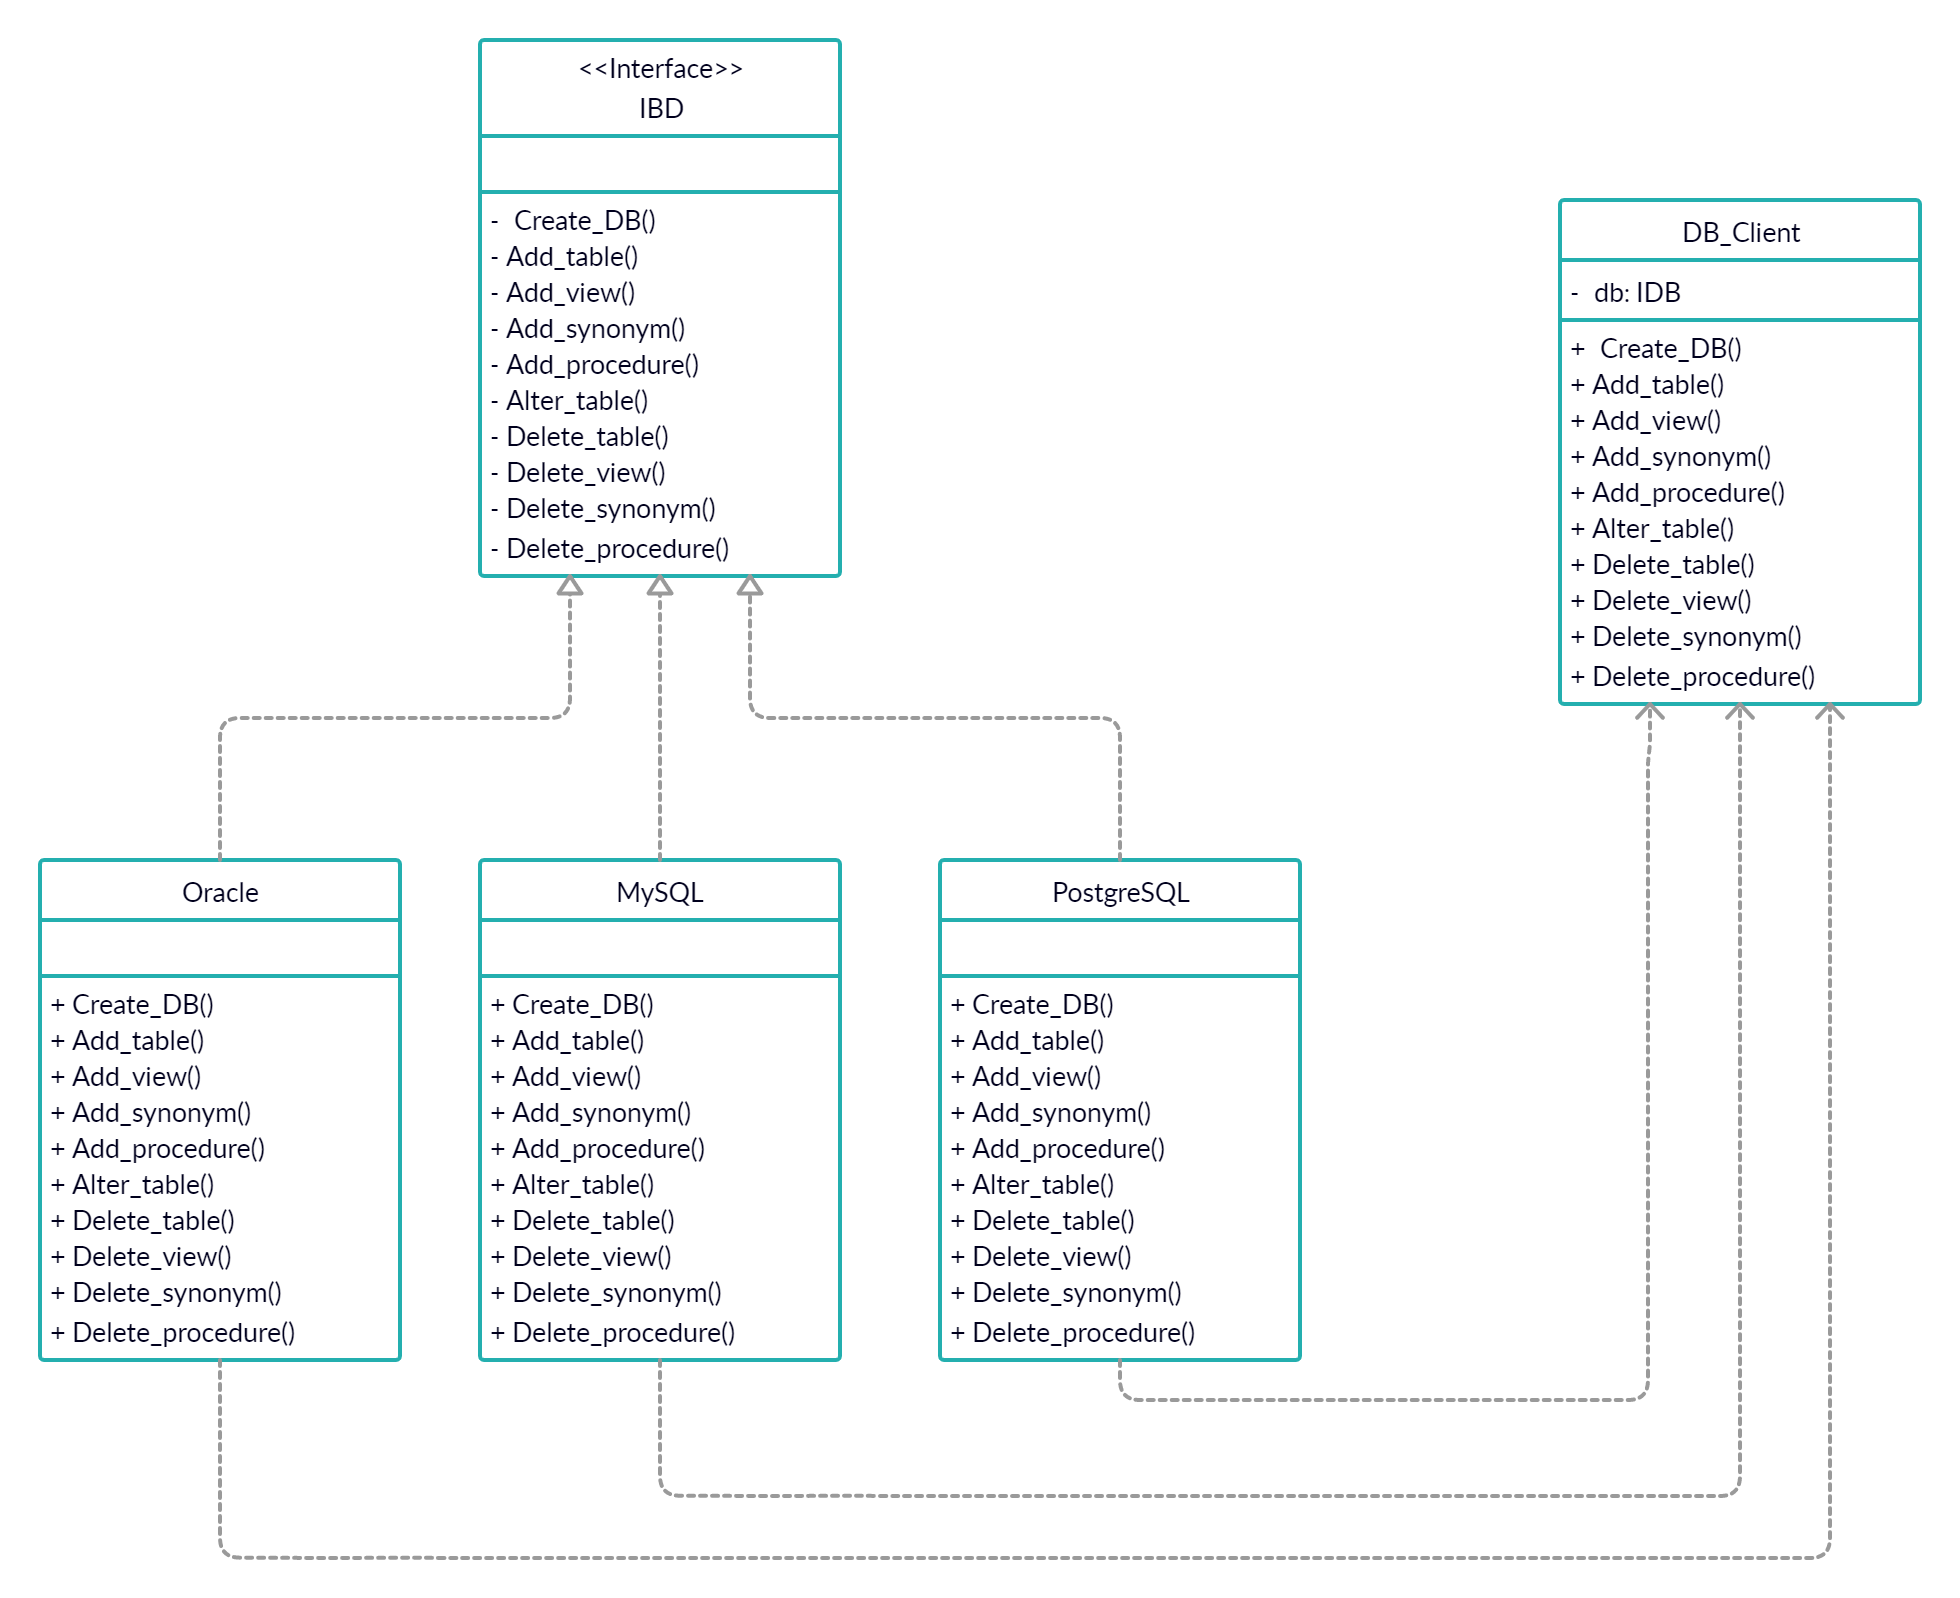 <<Interface>>
IBD
- Create_DB()
- Add_table()
- Add_view()
- Add_synonym()
- Add_procedure()
- Alter_table()
- Delete_table()
- Delete_view()
- Delete_synonym()
- Delete_procedure()
DB_Client
- db: IDB
+ Create_DB()
+ Add_table()
+ Add_view()
+ Add_synonym()
+ Add_procedure()
+ Alter_table()
+ Delete_table()
+ Delete_view()
+ Delete_synonym()
+ Delete_procedure()
Oracle
+ Create_DB()
+ Add_table()
+ Add_view()
+ Add_synonym()
+ Add_procedure()
+ Alter_table()
+ Delete_table()
+ Delete_view()
+ Delete_synonym()
+ Delete_procedure()
MySQL
+ Create_DB()
+ Add_table()
+ Add_view()
+ Add_synonym()
+ Add_procedure()
+ Alter_table()
+ Delete_table()
+ Delete_view()
+ Delete_synonym()
+ Delete_procedure()
PostgreSQL
+ Create_DB()
+ Add_table()
+ Add_view()
+ Add_synonym()
+ Add_procedure()
+ Alter_table()
+ Delete_table()
+ Delete_view()
+ Delete_synonym()
+ Delete_procedure()